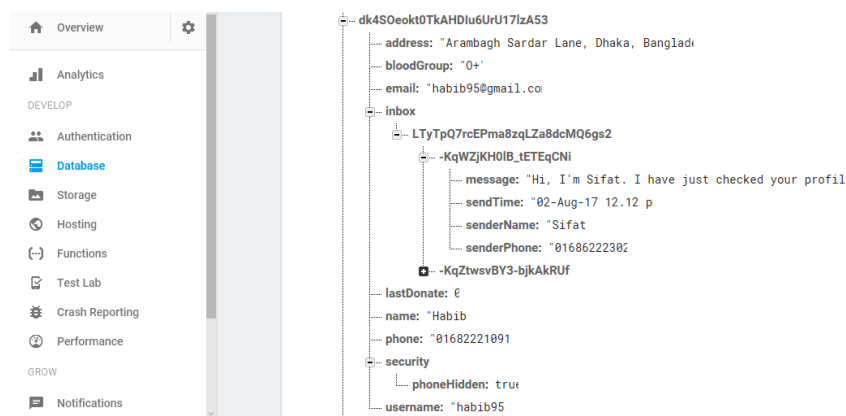 Overview
Analytics
DEVELOP
Authentication
Database
Storage
Hosting
Functions
Test Lab
Crash Reporting
Performance
GROW
Notifications
dk4SOeokt0TkAHDIu6UrU17IzA53
address: "Arambagh Sardar Lane, Dhaka, Banglade
bloodGroup: "O+"
email: "habib95@gmail.co
inbox
LTyTpQ7rcEPma8zqLZa8dcMQ6gs2
-KqWZjKH0lB_tETEqCNi
message: "Hi, I'm Sifat. I have just checked your profil
sendTime: "02-Aug-17 12.12 p
senderName: "Sifat
senderPhone: "01686222302
-KqZtwsvBY3-bjkAkRUf
lastDonate: 0
name: "Habib
phone: "01682221091
security
phoneHidden: true
username: "habib95